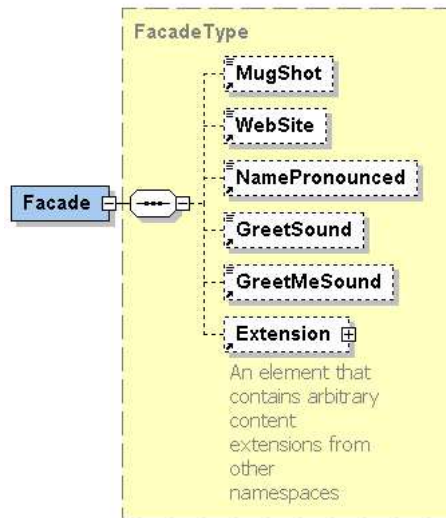 FacadeType
MugShot
WebSite
NamePronounced
Facade
GreetSound
GreetMeSound
Extension
An element that
contains arbitrary
content
extensions from
other
namespaces